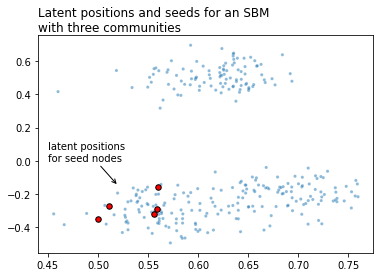 Latent positions and seeds for an SBM
with three communities
0.6
0.4
0.2
0.0
−0.2
−0.4
latent positions
for seed nodes
0.45 0.50 0.55 0.60 0.65 0.70 0.75